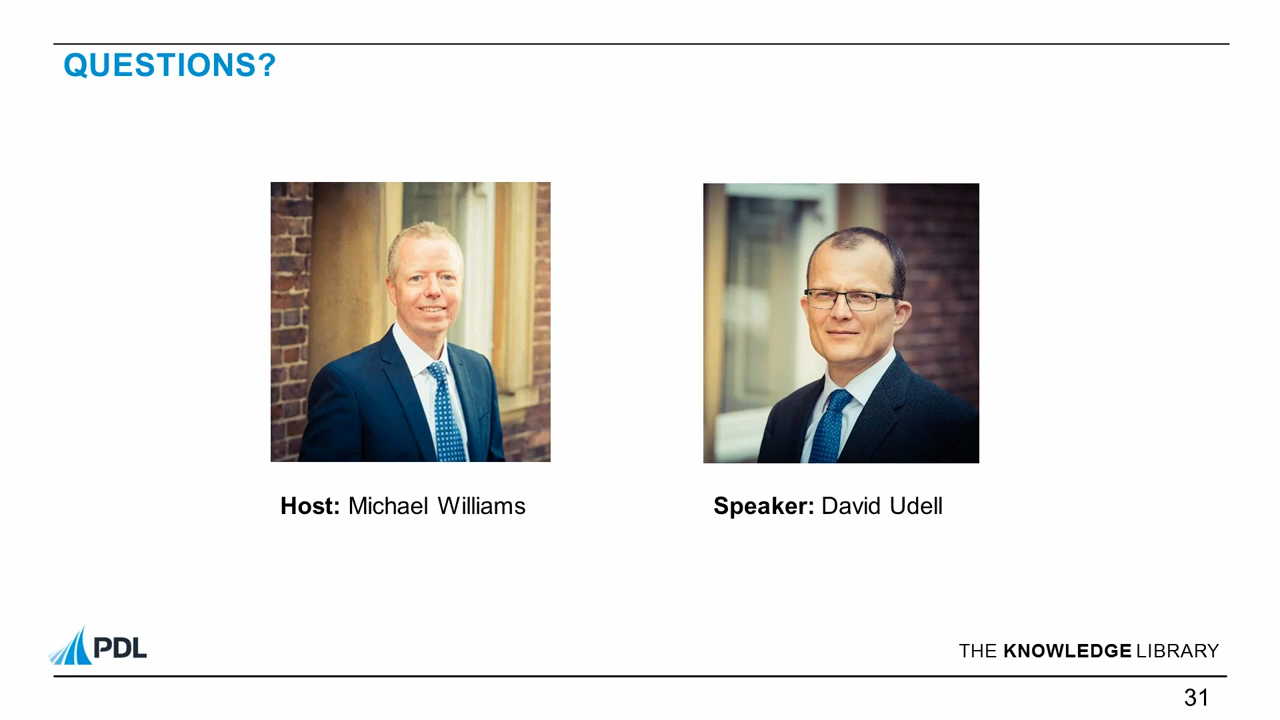 QUESTIONS?
Host: Michael Williams
Speaker: David Udell
PDL
THE KNOWLEDGE LIBRARY
31